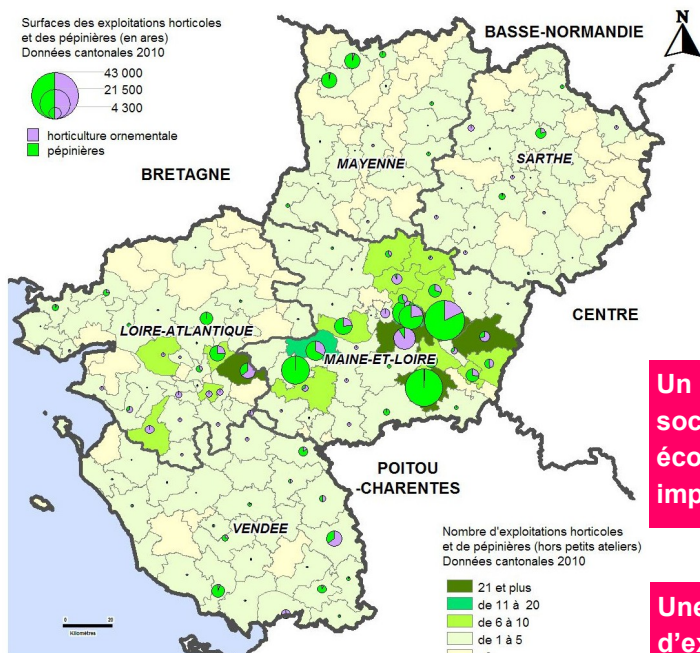 Surfaces des exploitations horticoles
et des pépinières (en ares)
Données cantonales 2010
43 000
21 500
4 300
horticulture ornementale
pépinières
BASSE-NORMANDIE
N
BRETAGNE
MAYENNE
SARTHE
LOIRE-ATLANTIQUE
MAINE-ET-LOIRE
CENTRE
POITOU
-CHARENTES
VENDEE
Un
soc
éco
imp
Nombre d'exploitations horticoles
et de pépinières (hors petits ateliers)
Données cantonales 2010
21 et plus
de 11 à 20
de 6 à 10
de 1 à 5
Une
d'ex
0 20
Kilomètres